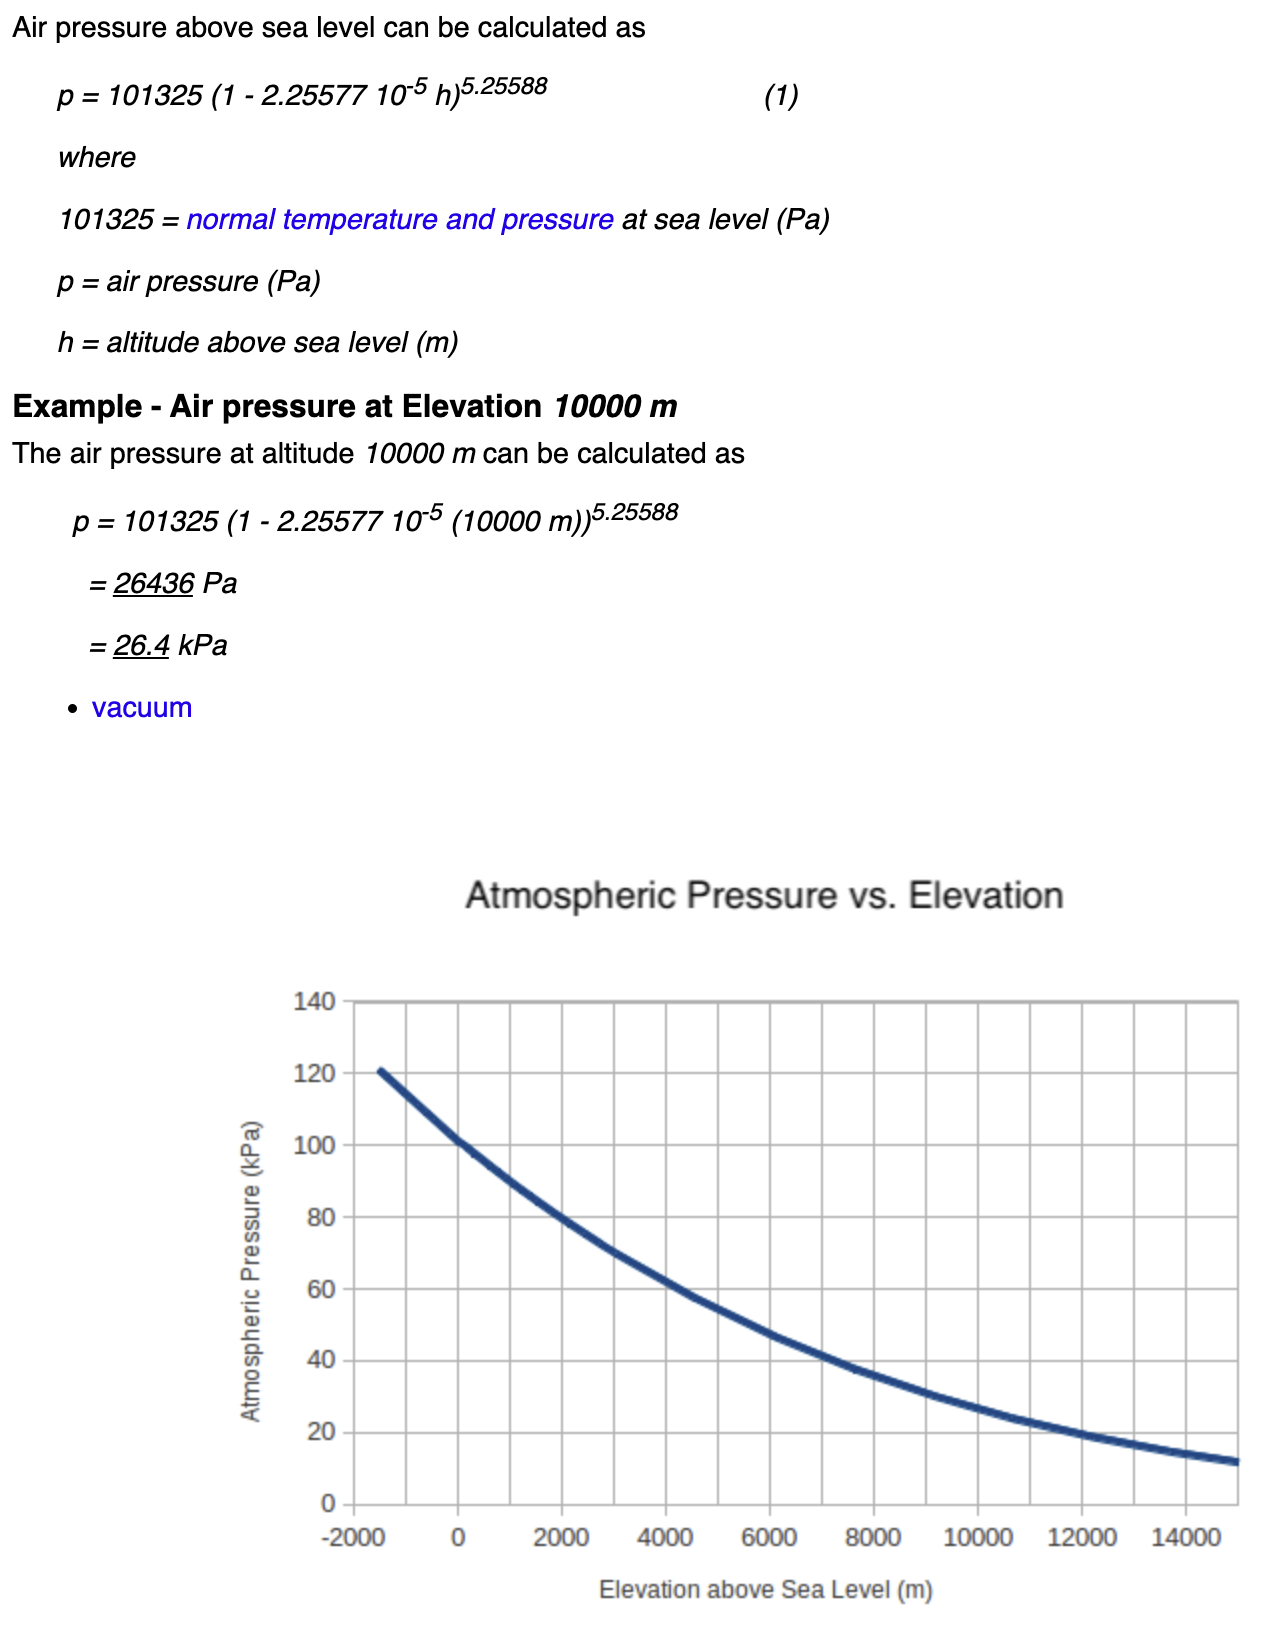 Air pressure above sea level can be calculated as
p = 101325 (1 - 2.25577 10-5 h)5.25588 (1)
where
101325 = normal temperature and pressure at sea level (Pa)
p = air pressure (Pa)
h = altitude above sea level (m)
Example - Air pressure at Elevation 10000 m
The air pressure at altitude 10000 m can be calculated as
p = 101325 (1 - 2.25577 10-5 (10000 m))5.25588
= 26436 Pa
= 26.4 kPa
• vacuum
Atmospheric Pressure vs. Elevation
140
120
100
80
60
40
20
0
Atmospheric Pressure (kPa)
-2000 0 2000 4000 6000 8000 10000 12000 14000
Elevation above Sea Level (m)